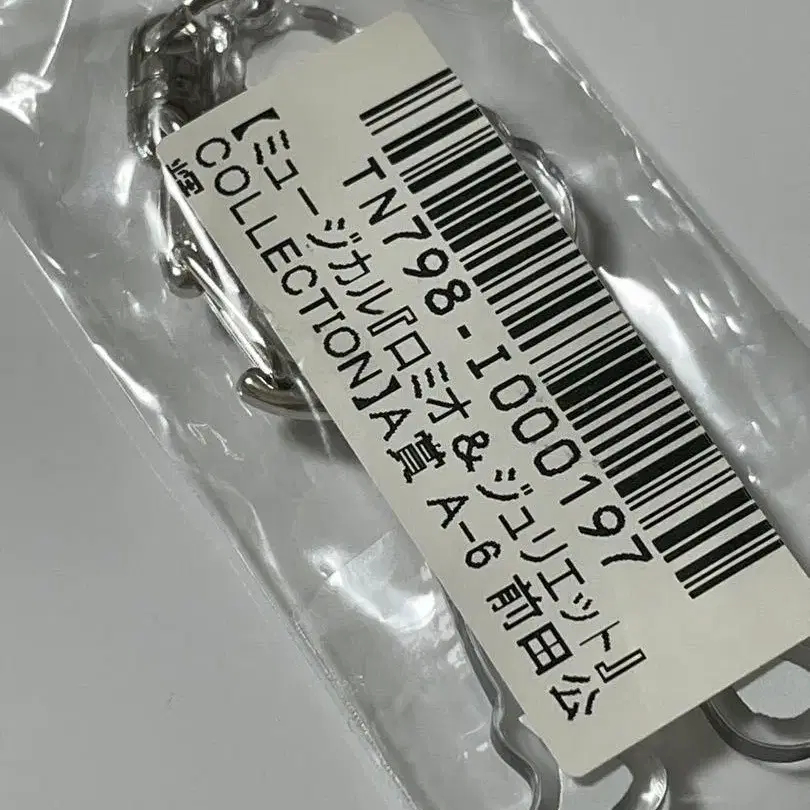 TN798-I000197
【ミュージカル『ロミオ&ジュリエット』
COLLECTION】A賞 A-6 前田公
輝